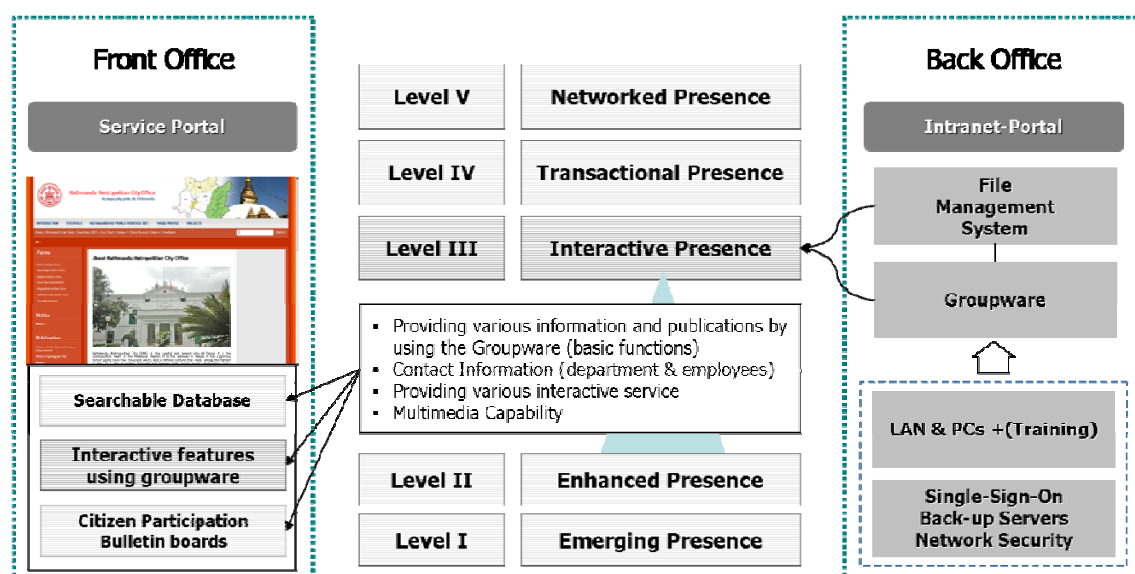 Front Office
Service Portal
Kathmandu Metropolitan City Office
About Kathmandu Metropolitan City Office
Searchable Database
Interactive features
using groupware
Citizen Participation
Bulletin boards
Level V
Networked Presence
Level IV
Transactional Presence
Level III
Interactive Presence
▪ Providing various information and publications by
using the Groupware (basic functions)
▪ Contact Information (department & employees)
▪ Providing various interactive service
▪ Multimedia Capability
Level II
Enhanced Presence
Level I
Emerging Presence
Back Office
Intranet-Portal
File
Management
System
Groupware
LAN & PCs +(Training)
Single-Sign-On
Back-up Servers
Network Security